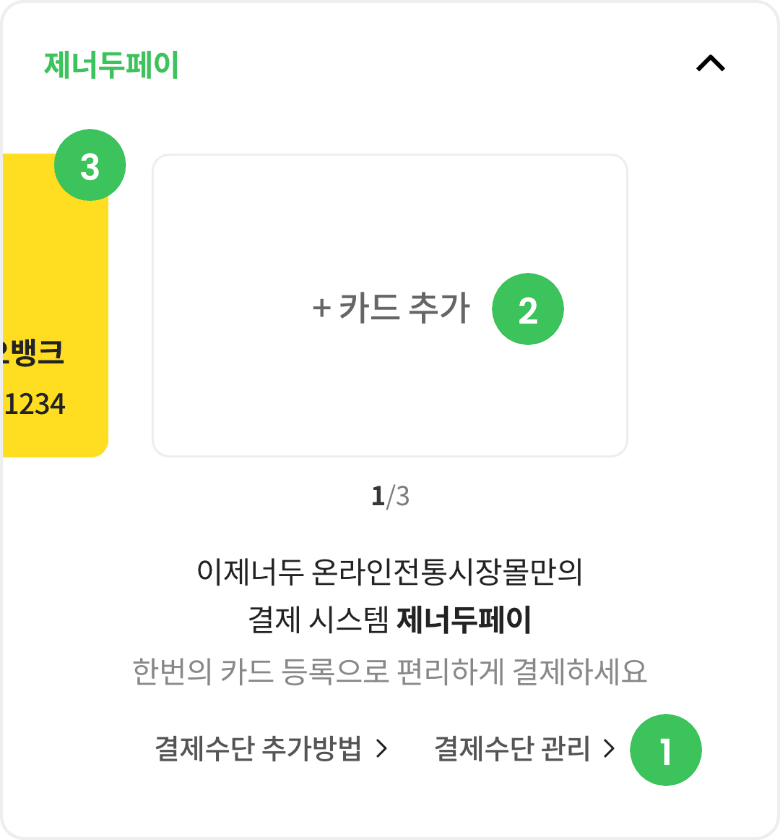 제너두페이
3
+ 카드 추가
2
뱅크
1234
1/3
이제너두 온라인전통시장몰만의
결제 시스템 제너두페이
한번의 카드 등록으로 편리하게 결제하세요
결제수단 추가방법 >
결제수단 관리 >
1